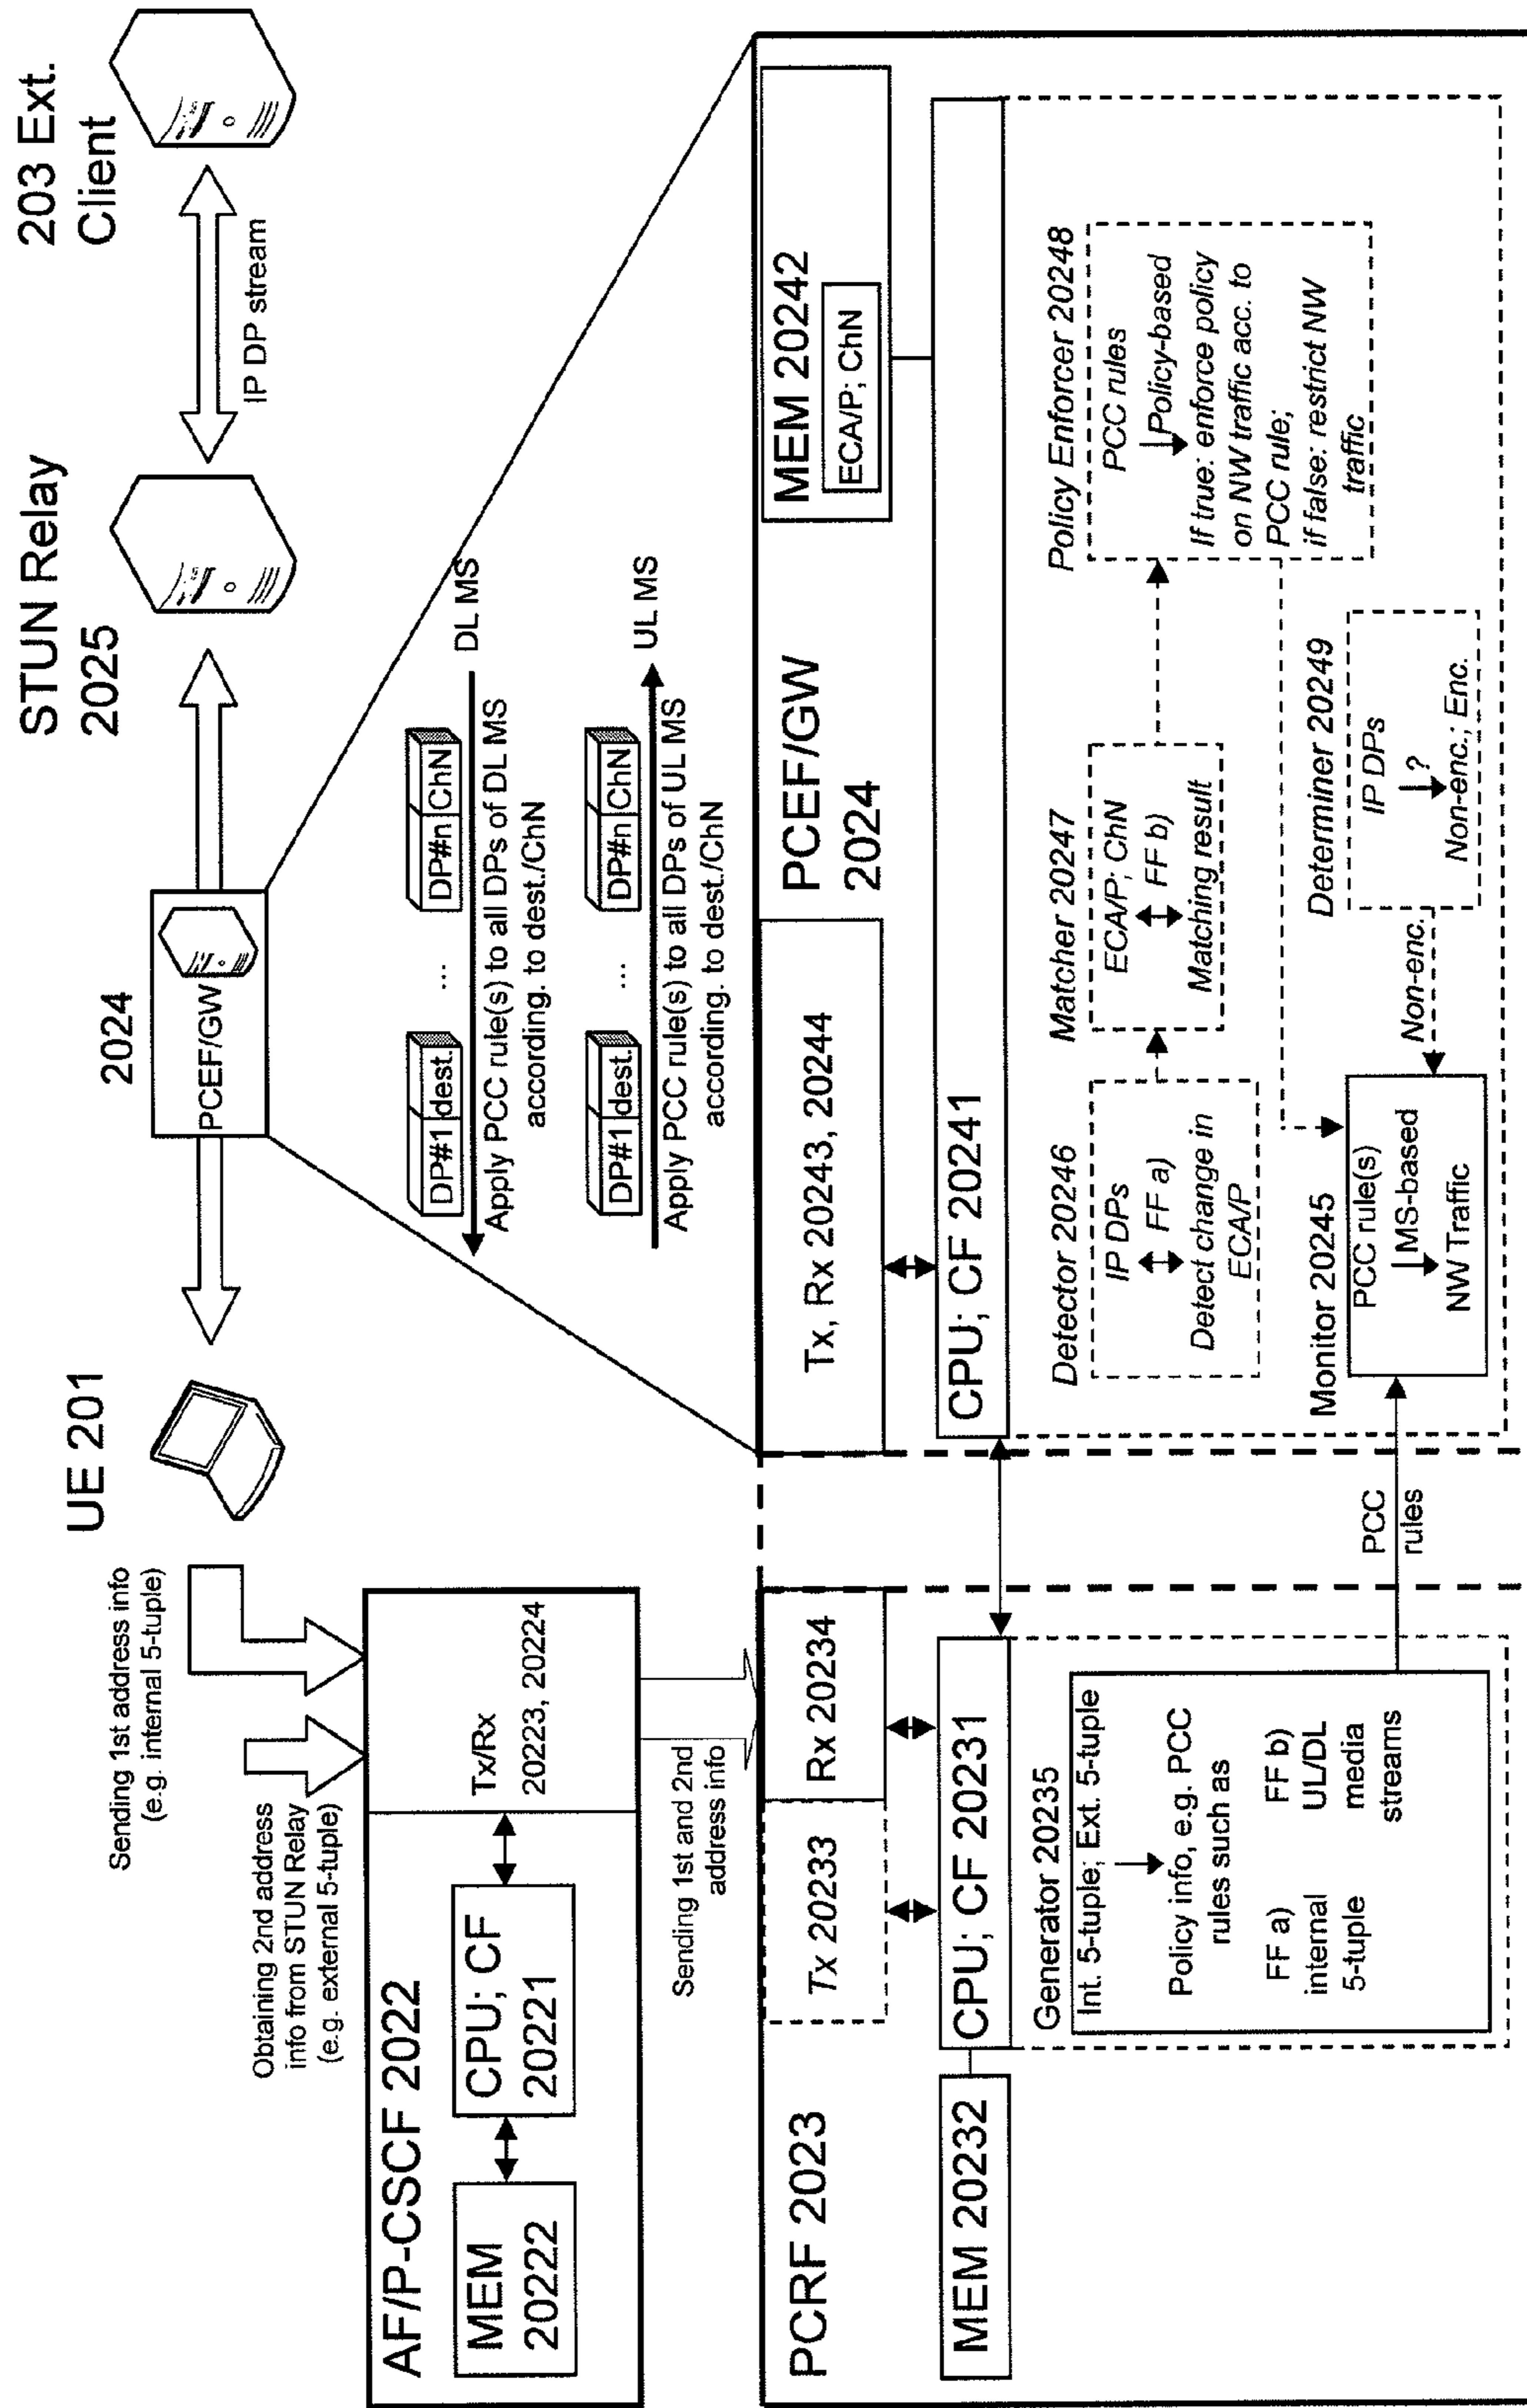 203 Ext.
Client
IP DP stream
STUN Relay
2025
2024
PCEF/GW
UE 201
DL MS
DP#1 dest. ... DP#n ChN
Apply PCC rule(s) to all DPs of DL MS
according. to dest./ChN
UL MS
DP#1 dest. ... DP#n ChN
Apply PCC rule(s) to all DPs of UL MS
according. to dest./ChN
Sending 1st address info
(e.g. internal 5-tuple)
Obtaining 2nd address
info from STUN Relay
(e.g. external 5-tuple)
AF/P-CSCF 2022
MEM
20222
CPU; CF
20221
Tx/Rx
20223, 20224
Sending 1st and 2nd
address info
PCRF 2023
Tx 20233
Rx 20234
MEM 20232
CPU; CF 20231
Generator 20235
Int. 5-tuple; Ext. 5-tuple
Policy info, e.g. PCC
rules such as
FF a)
internal
5-tuple
FF b)
UL/DL
media
streams
PCC
rules
PCEF/GW
2024
Tx, Rx 20243, 20244
MEM 20242
ECA/P; ChN
CPU; CF 20241
Detector 20246
IP DPs
FF a)
Detect change in
ECA/P
Matcher 20247
ECA/P; ChN
FF b)
Matching result
Policy Enforcer 20248
PCC rules
Policy-based
If true: enforce policy
on NW traffic acc. to
PCC rule;
if false: restrict NW
traffic
Monitor 20245
PCC rule(s)
MS-based
NW Traffic
Non-enc.
Determiner 20249
IP DPs
?
Non-enc.; Enc.